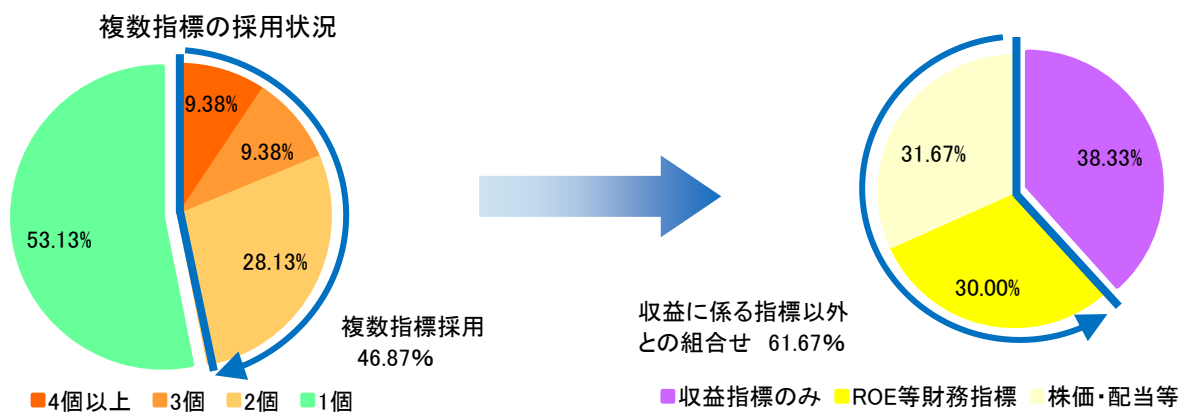 複数指標の採用状況
9.38%
9.38%
28.13%
53.13%
複数指標採用
46.87%
■4個以上 ■3個 ■2個 ■1個
31.67%
38.33%
30.00%
収益に係る指標以外
との組合せ 61.67%
■収益指標のみ ■ROE等財務指標 ■株価・配当等